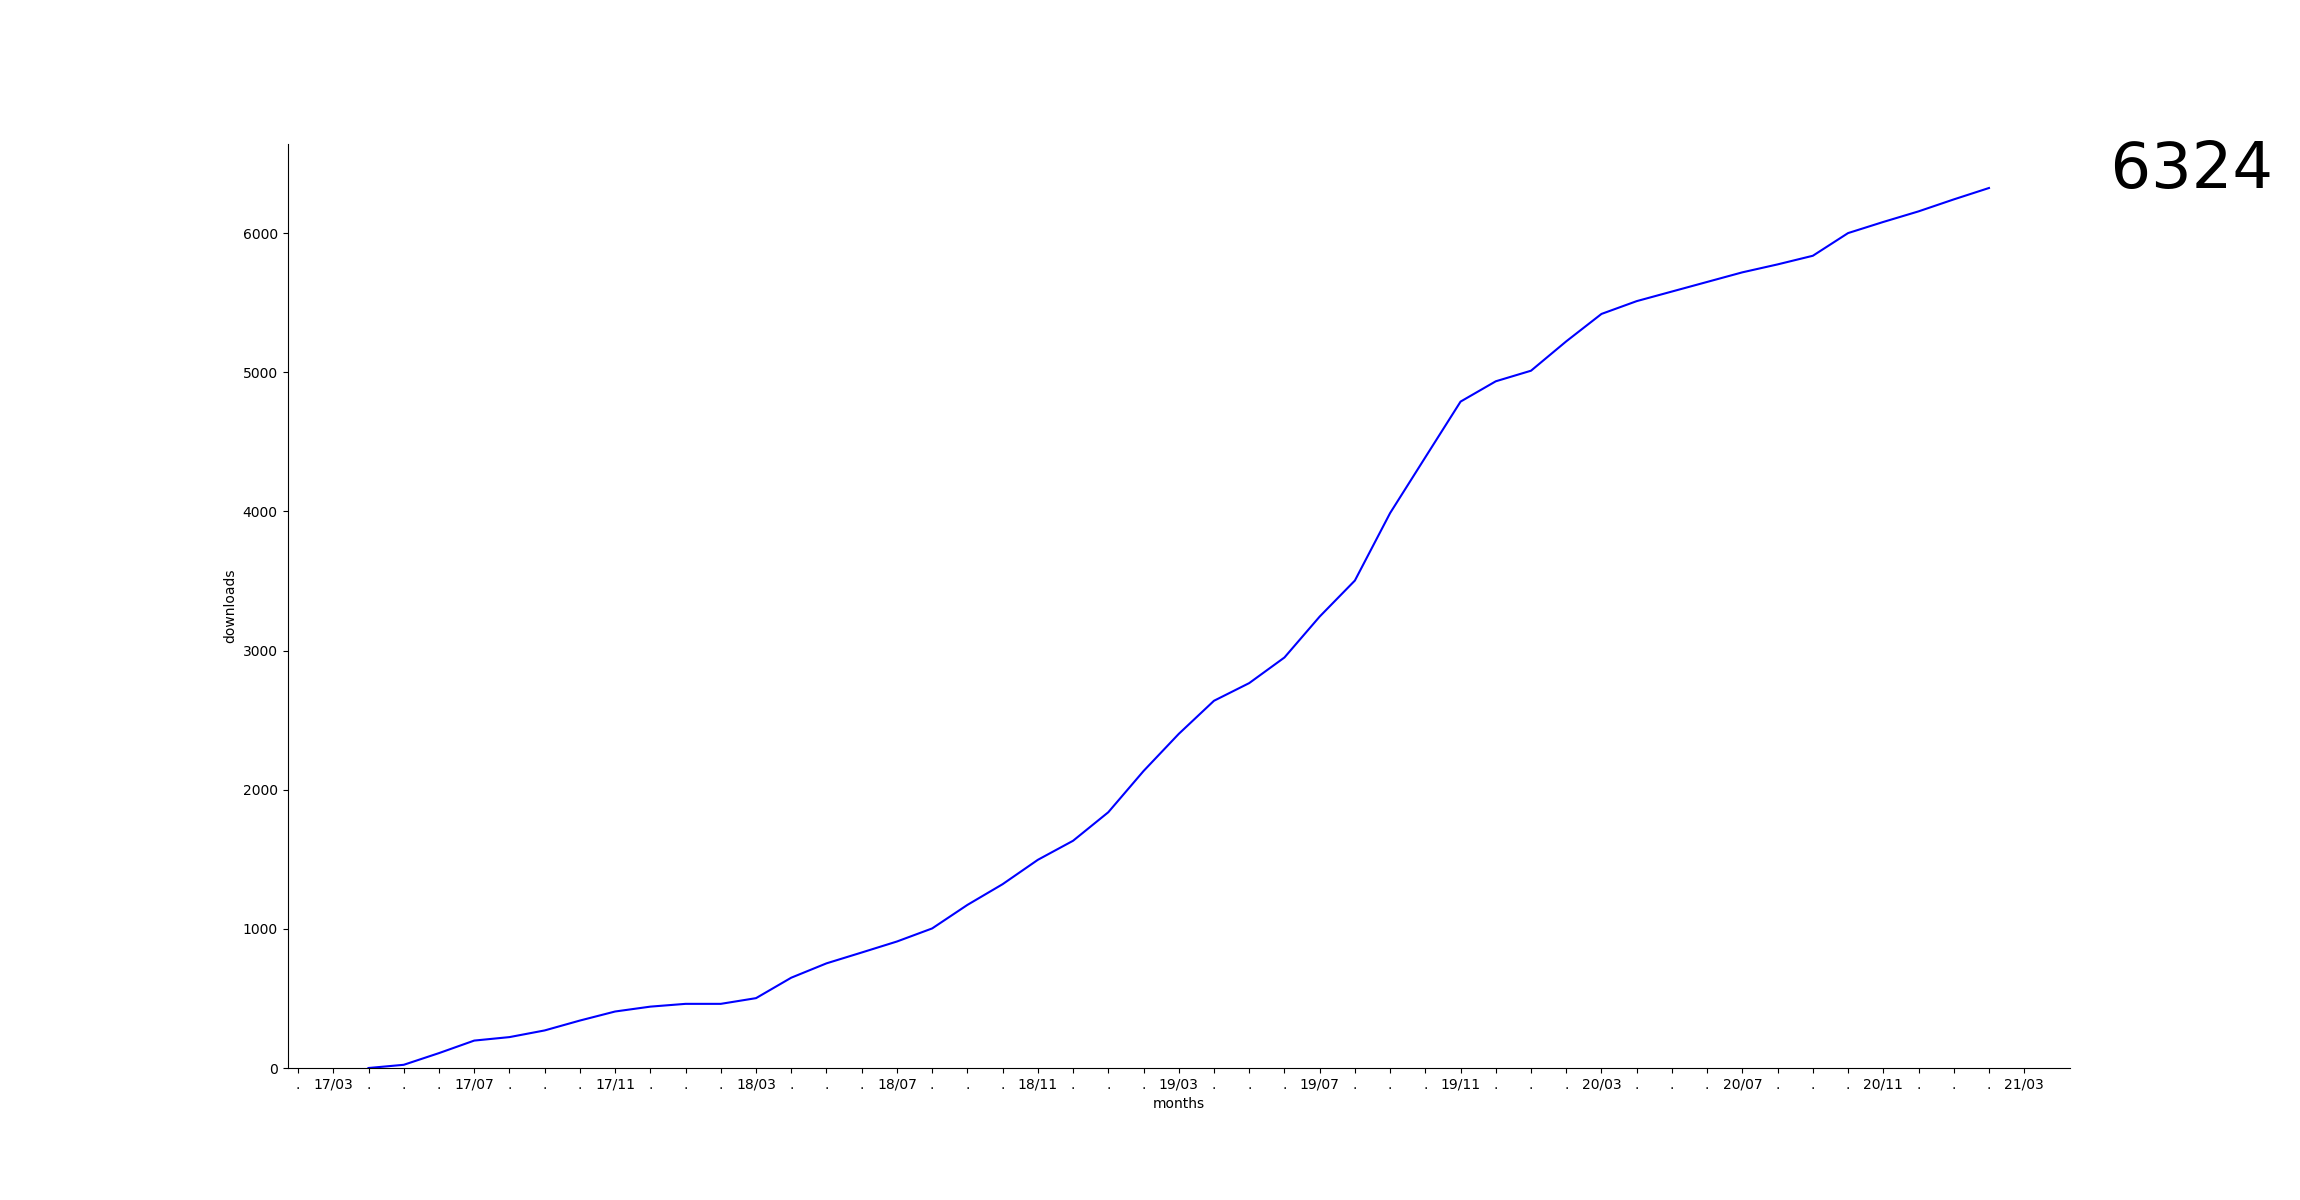 6324
6000
5000
4000
3000
2000
1000
0
downloads
. 17/03 . . . 17/07 . . . 17/11 . . . 18/03 . . . 18/07 . . . 18/11 . . . 19/03 . . . 19/07 . . . 19/11 . . . 20/03 . . . 20/07 . . . 20/11 . . . 21/03
months